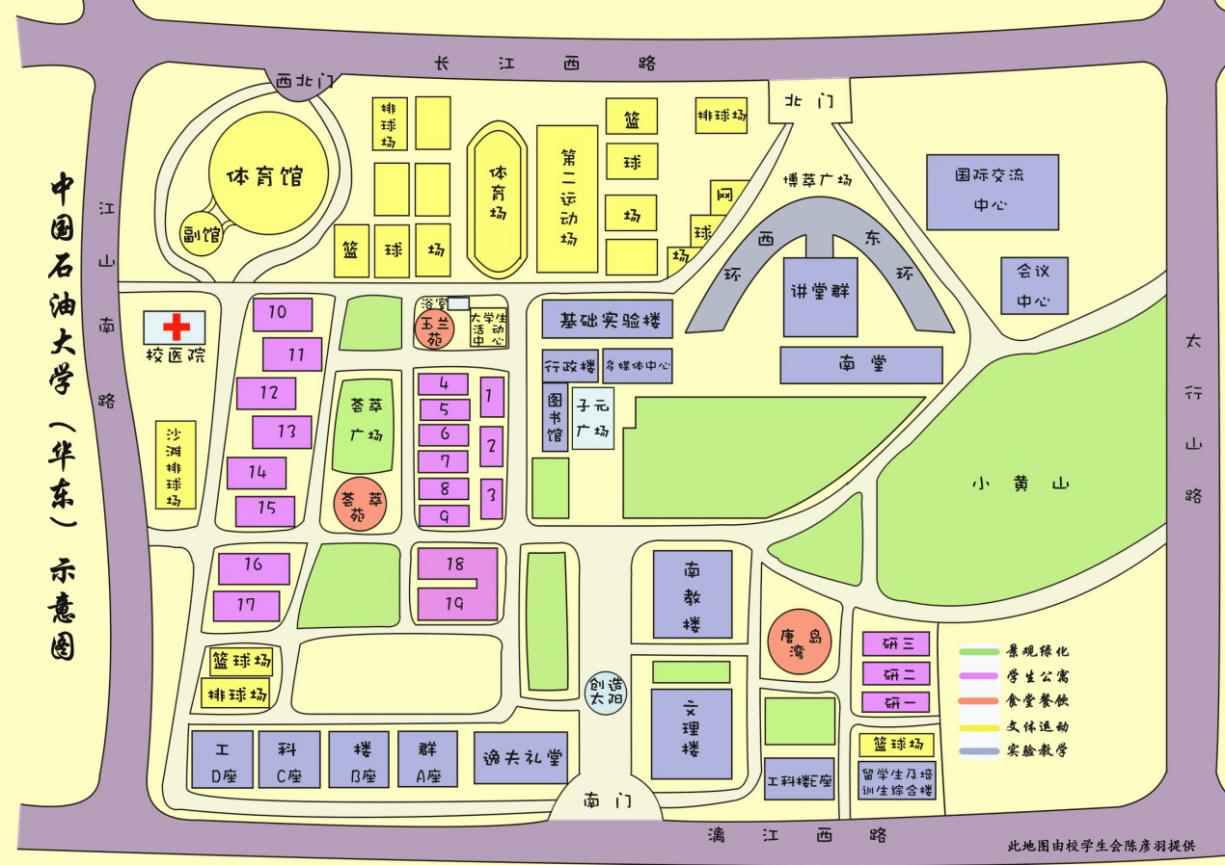 长江西路
西北门
北门
体育馆
副馆
排球场
体育场
第二运动场
篮球场
排球场
网球场
篮球场
博萃广场
国际交流中心
会议中心
西环
东环
讲堂群
南堂
中国石油大学（华东）示意图
江山南路
太行山路
校医院
沙滩排球场
10
11
12
13
14
15
浴室
玉兰苑
大学生活动中心
荟萃广场
荟萃苑
4
5
6
7
8
9
1
2
3
基础实验楼
行政楼
多媒体中心
图书馆
子元广场
小黄山
16
17
18
19
南教楼
唐岛湾
研三
研二
研一
篮球场
排球场
创造太阳
文理楼
工科楼群
D座
C座
B座
A座
逸夫礼堂
工科楼E座
篮球场
留学生及培
训生综合楼
景观绿化
学生公寓
食堂餐饮
文体运动
实验教学
南门
漓江西路
此地图由校学生会陈彦羽提供